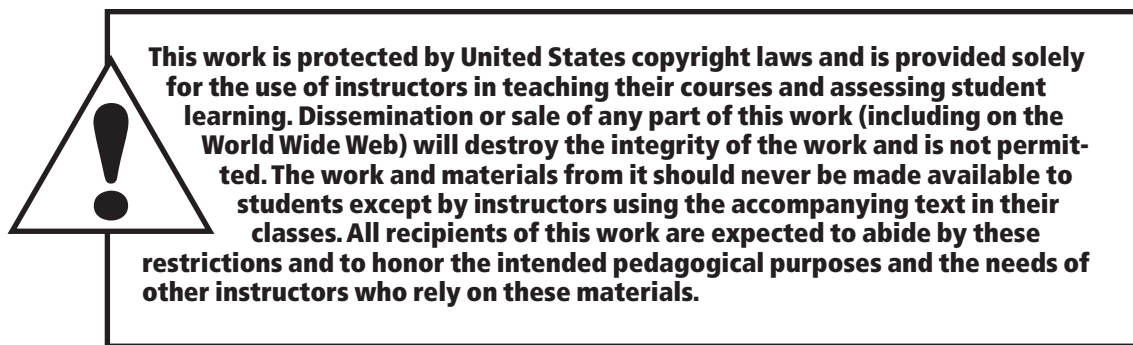 This work is protected by United States copyright laws and is provided solely
for the use of instructors in teaching their courses and assessing student
learning. Dissemination or sale of any part of this work (including on the
World Wide Web) will destroy the integrity of the work and is not permit-
ted. The work and materials from it should never be made available to
students except by instructors using the accompanying text in their
classes. All recipients of this work are expected to abide by these
restrictions and to honor the intended pedagogical purposes and the needs of
other instructors who rely on these materials.